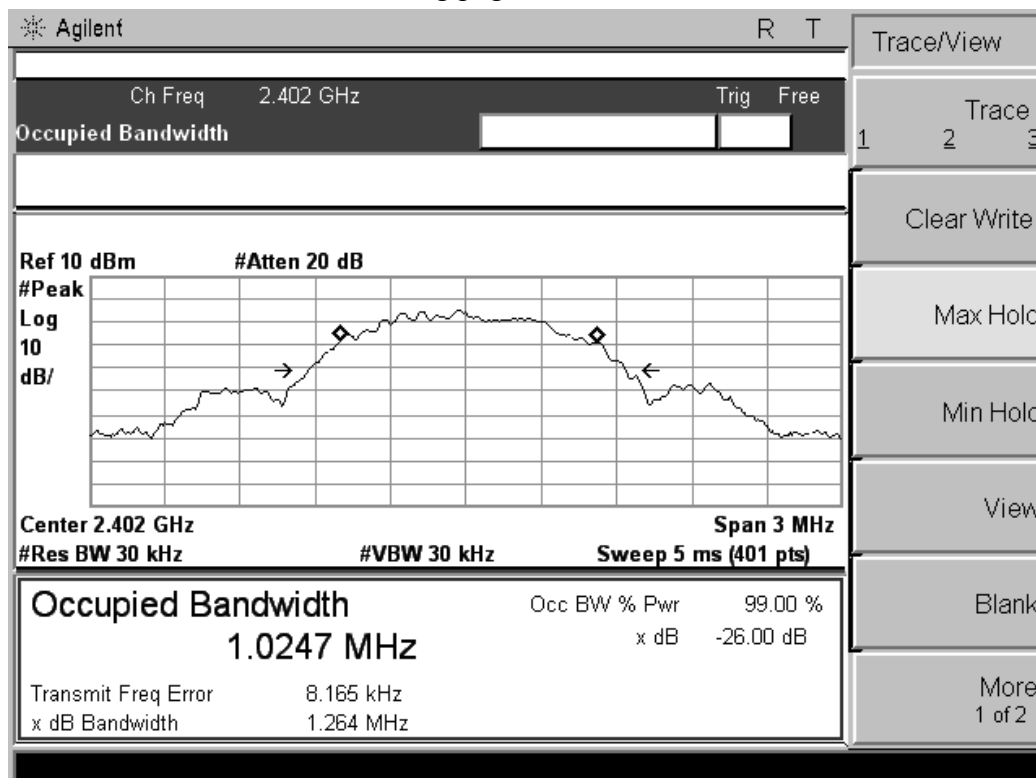 Agilent R T
Trace/View
Ch Freq 2.402 GHz Trig Free
Occupied Bandwidth
Trace
1 2 3
Clear Write
Ref 10 dBm #Atten 20 dB
#Peak
Log
10
dB/
Max Hold
Min Hold
View
Center 2.402 GHz Span 3 MHz
#Res BW 30 kHz #VBW 30 kHz Sweep 5 ms (401 pts)
Occupied Bandwidth
1.0247 MHz
Occ BW % Pwr 99.00 %
x dB -26.00 dB
Transmit Freq Error 8.165 kHz
x dB Bandwidth 1.264 MHz
Blank
More
1 of 2